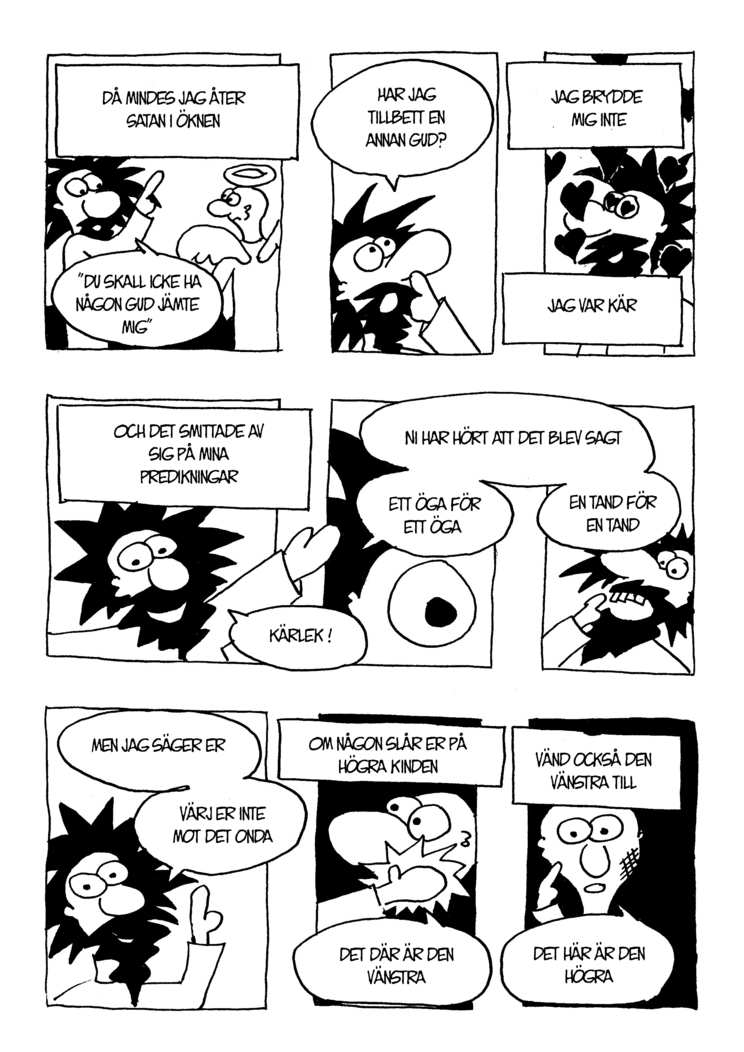 DÅ MINDES JAG ÅTER
SATAN I ÖKNEN
"DU SKALL ICKE HA
NÅGON GUD JÄMTE
MIG"
HAR JAG
TILLBETT EN
ANNAN GUD?
JAG BRYDDE
MIG INTE
JAG VAR KÄR
OCH DET SMITTADE AV
SIG PÅ MINA
PREDIKNINGAR
KÄRLEK !
NI HAR HÖRT ATT DET BLEV SAGT
ETT ÖGA FÖR
ETT ÖGA
EN TAND FÖR
EN TAND
MEN JAG SÄGER ER
VÄRJ ER INTE
MOT DET ONDA
OM NÅGON SLÅR ER PÅ
HÖGRA KINDEN
DET DÄR ÄR DEN
VÄNSTRA
VÄND OCKSÅ DEN
VÄNSTRA TILL
DET HÄR ÄR DEN
HÖGRA